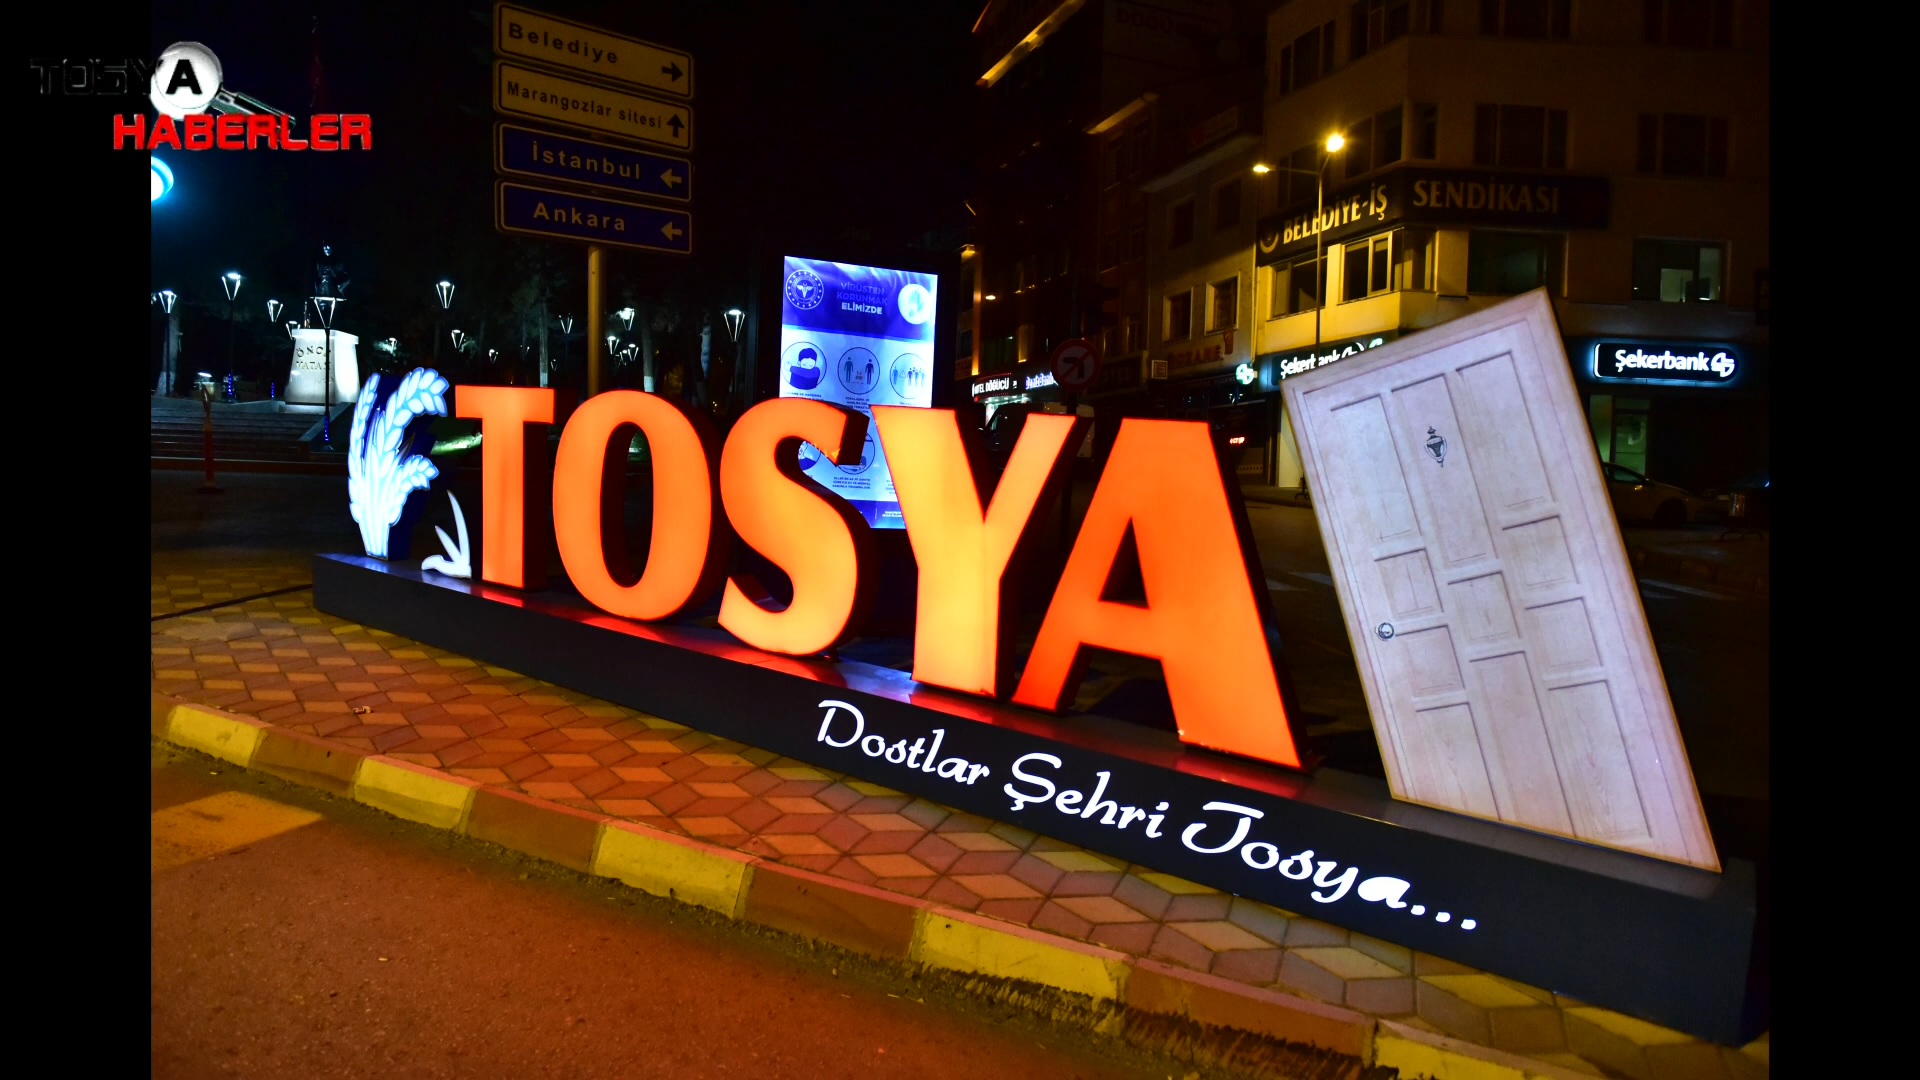 TOSYA
HABERLER
Belediye
Marangozlar sitesi
İstanbul
Ankara
VİRÜSTEN
KORUNMAK
ELİMİZDE
BELEDİYE-İŞ SENDİKASI
Şekerbank
Şekerbank
TOSYA
Dostlar Şehri Tosya...